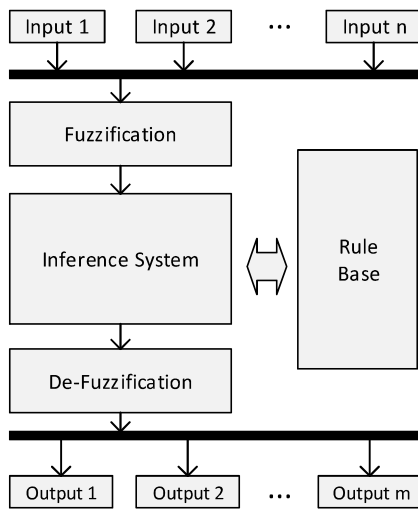 Input 1 Input 2 ... Input n
Fuzzification
Inference System
Rule
Base
De-Fuzzification
Output 1 Output 2 ... Output m